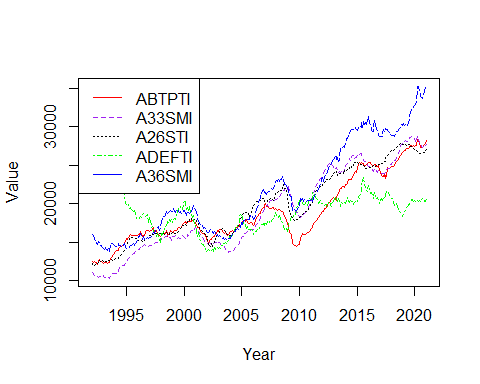 ABTPTI
A33SMI
A26STI
ADEFTI
A36SMI
Value
10000
20000
30000
1995
2000
2005
2010
2015
2020
Year